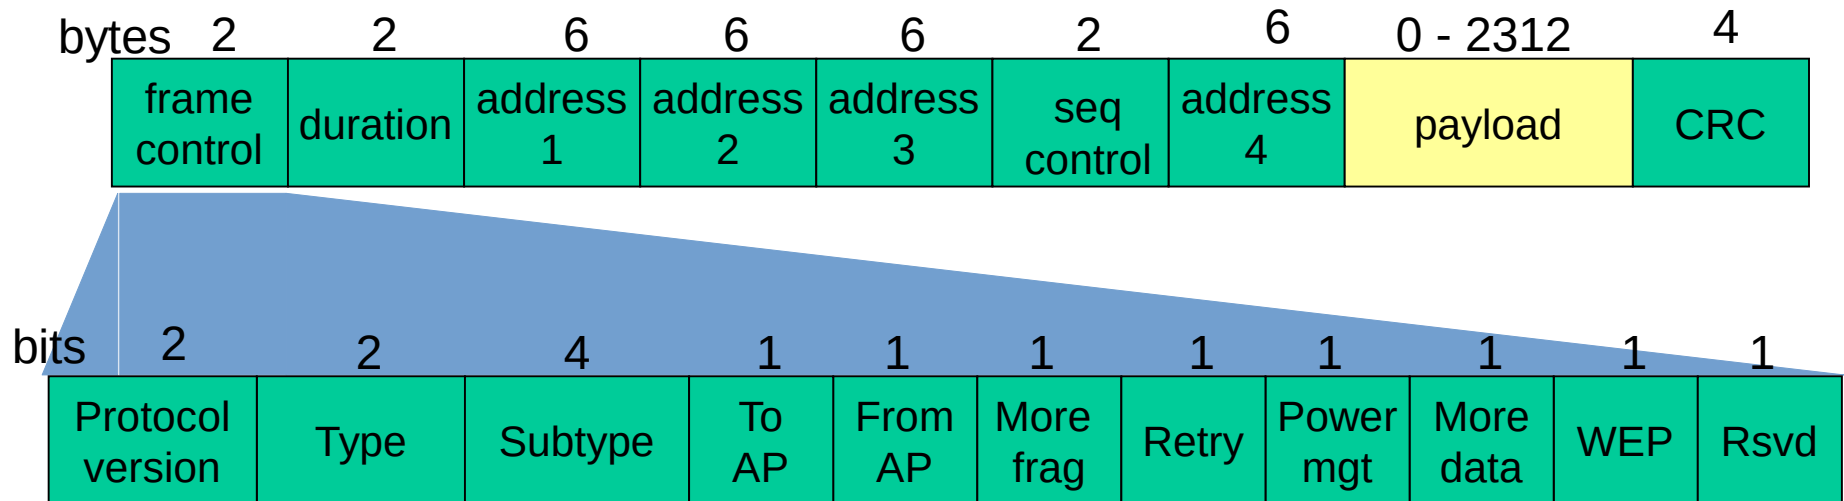 bytes 2 2 6 6 6 2 6 0 - 2312 4
frame control
duration
address 1
address 2
address 3
seq control
address 4
payload
CRC
bits 2 2 4 1 1 1 1 1 1 1 1
Protocol version
Type
Subtype
To AP
From AP
More frag
Retry
Power mgt
More data
WEP
Rsvd